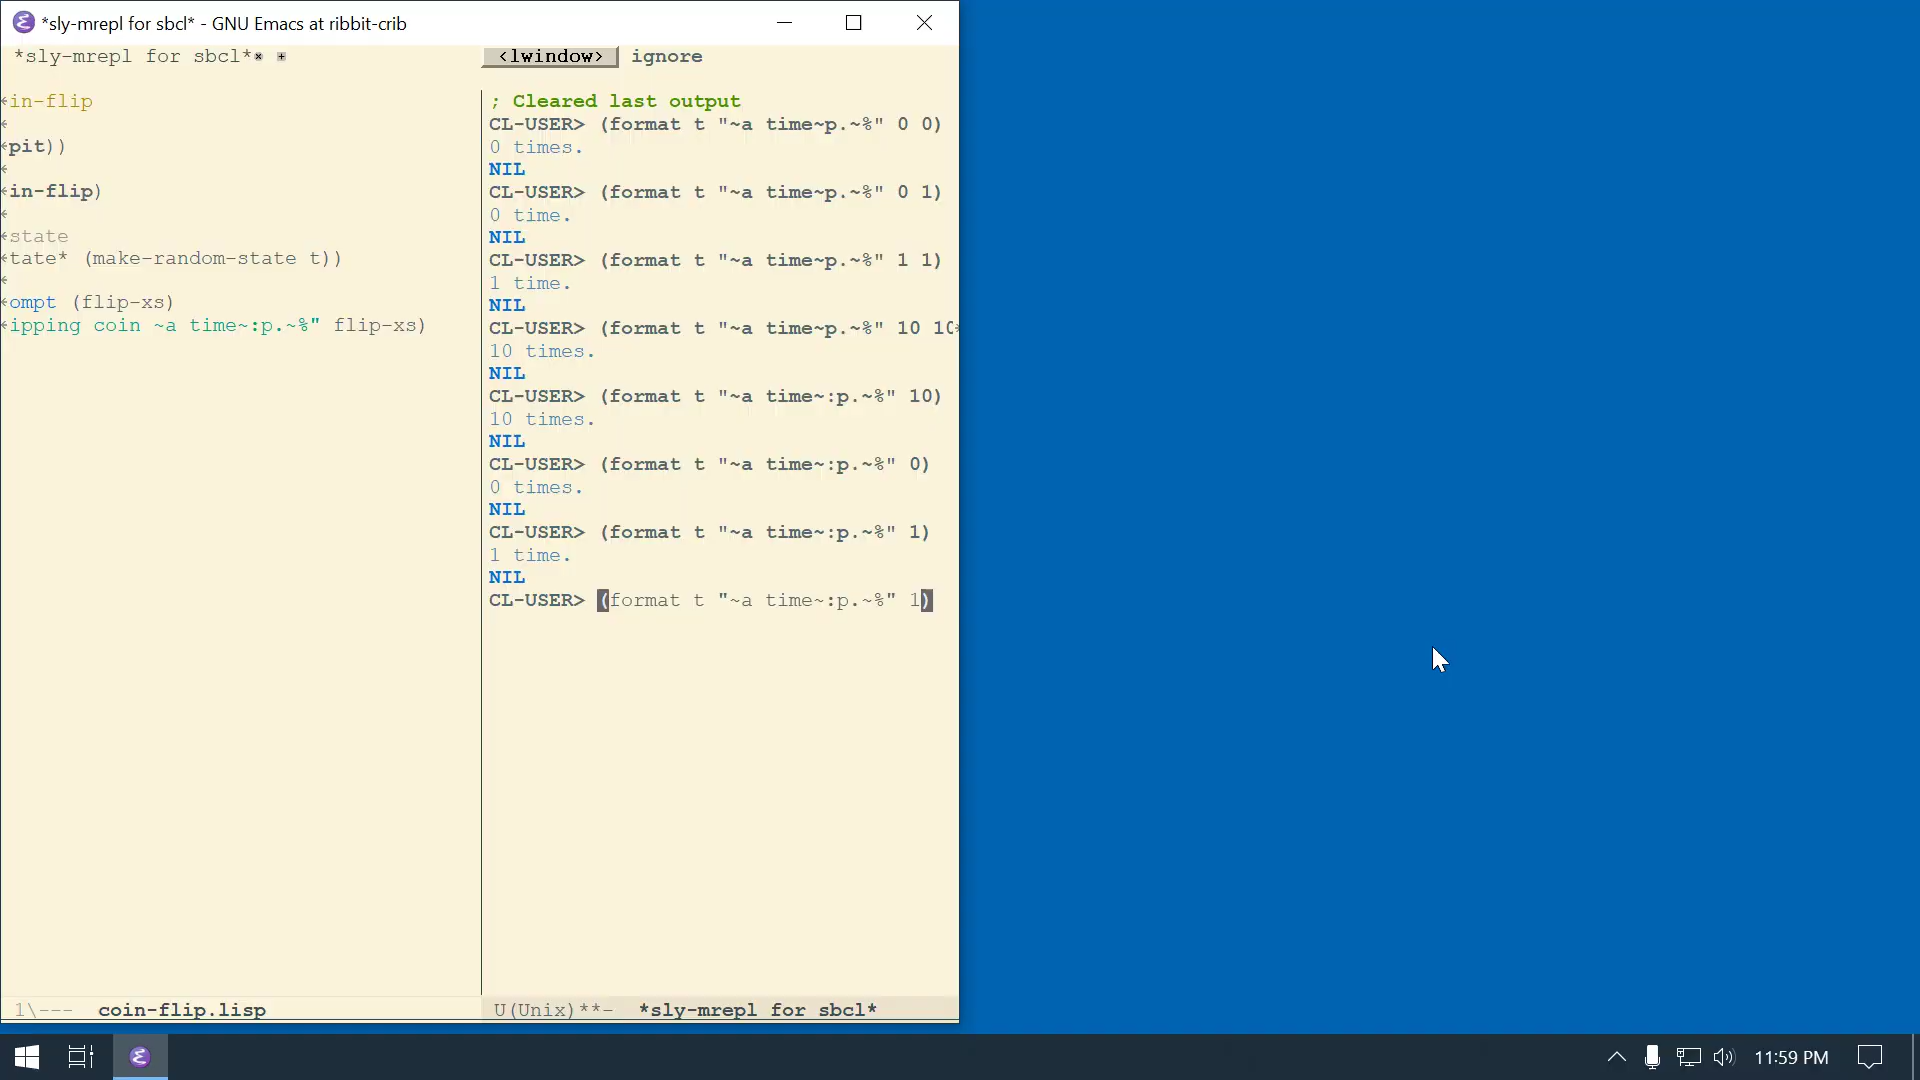 *sly-mrepl for sbcl* - GNU Emacs at ribbit-crib
*sly-mrepl for sbcl*
<lwindow> ignore
in-flip
pit))
in-flip)
state
tate* (make-random-state t))
ompt (flip-xs)
ipping coin ~a time~:p.~%" flip-xs)
1\--- coin-flip.lisp
; Cleared last output
CL-USER> (format t "~a time~p.~%" 0 0)
0 times.
NIL
CL-USER> (format t "~a time~p.~%" 0 1)
0 time.
NIL
CL-USER> (format t "~a time~p.~%" 1 1)
1 time.
NIL
CL-USER> (format t "~a time~p.~%" 10 10
10 times.
NIL
CL-USER> (format t "~a time~:p.~%" 10)
10 times.
NIL
CL-USER> (format t "~a time~:p.~%" 0)
0 times.
NIL
CL-USER> (format t "~a time~:p.~%" 1)
1 time.
NIL
CL-USER> (format t "~a time~:p.~%" 1)
U(Unix)**- *sly-mrepl for sbcl*
11:59 PM